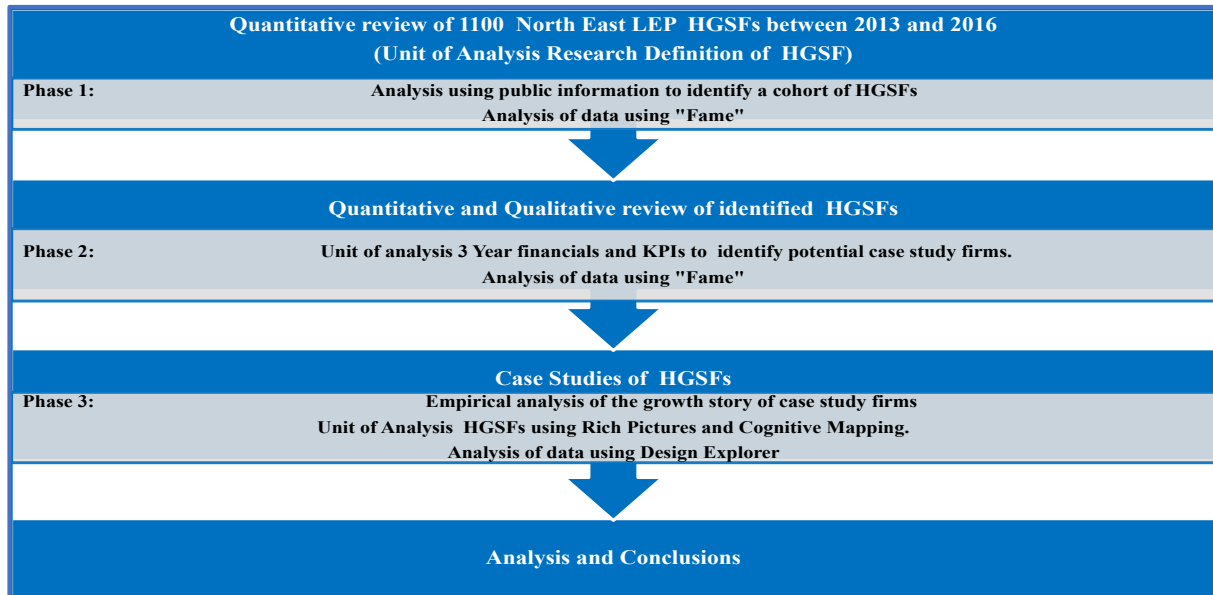 Quantitative review of 1100 North East LEP HGSFs between 2013 and 2016
(Unit of Analysis Research Definition of HGSF)
Phase 1: Analysis using public information to identify a cohort of HGSFs
Analysis of data using "Fame"
Quantitative and Qualitative review of identified HGSFs
Phase 2: Unit of analysis 3 Year financials and KPIs to identify potential case study firms.
Analysis of data using "Fame"
Case Studies of HGSFs
Phase 3: Empirical analysis of the growth story of case study firms
Unit of Analysis HGSFs using Rich Pictures and Cognitive Mapping.
Analysis of data using Design Explorer
Analysis and Conclusions